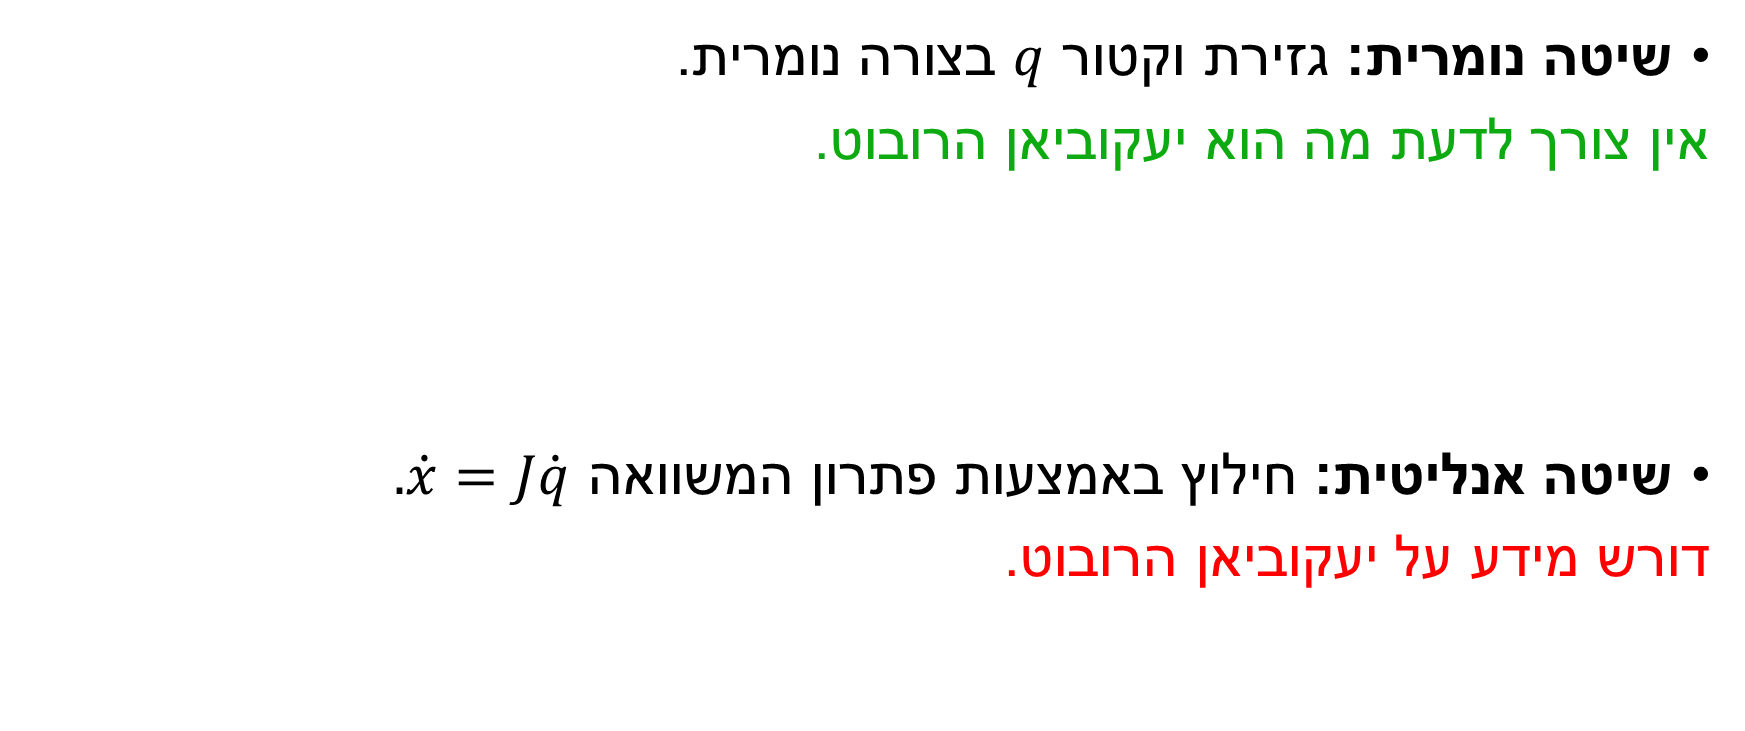 • שיטה נומרית: גזירת וקטור q בצורה נומרית.
אין צורך לדעת מה הוא יעקוביאן הרובוט.
• שיטה אנליטית: חילוץ באמצעות פתרון המשוואה ẋ = Jq̇.
דורש מידע על יעקוביאן הרובוט.